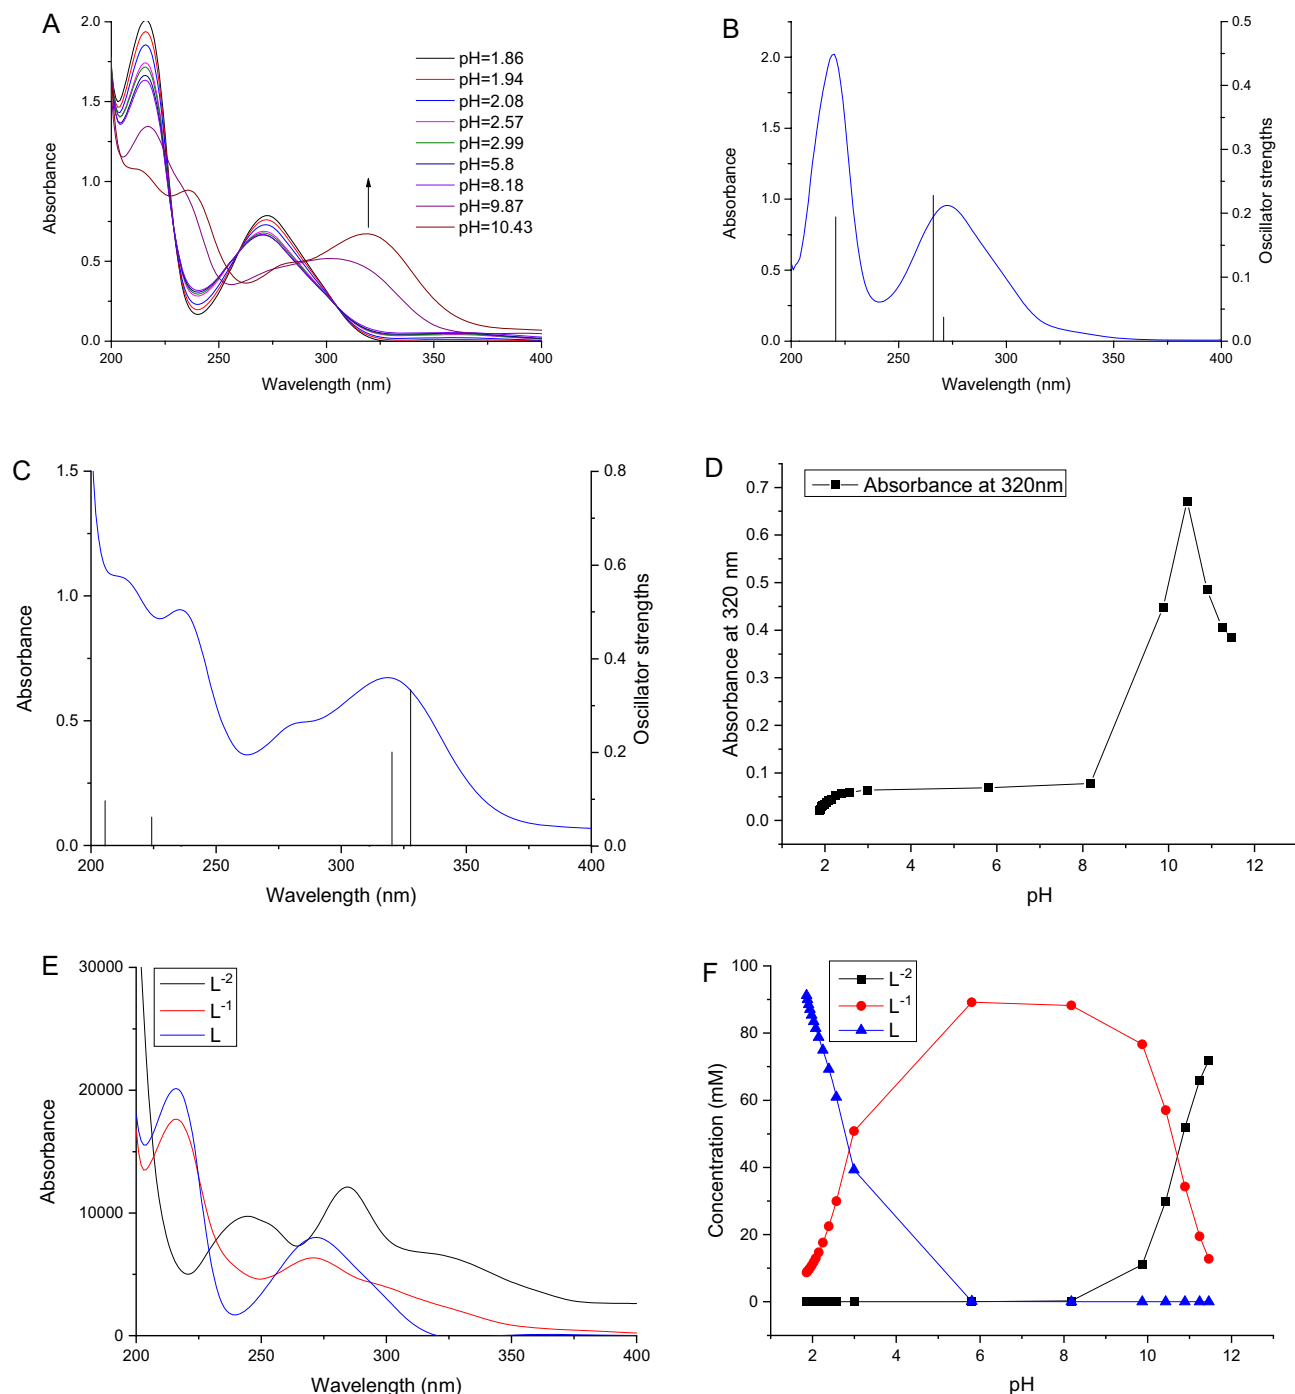 A
2.0
1.5
1.0
0.5
0.0
Absorbance
200
250
300
350
400
Wavelength (nm)
pH=1.86
pH=1.94
pH=2.08
pH=2.57
pH=2.99
pH=5.8
pH=8.18
pH=9.87
pH=10.43
B
2.0
1.5
1.0
0.5
0.0
Absorbance
0.5
0.4
0.3
0.2
0.1
0.0
Oscillator strengths
200
250
300
350
400
Wavelength (nm)
C
1.5
1.0
0.5
0.0
Absorbance
0.8
0.6
0.4
0.2
0.0
Oscillator strengths
200
250
300
350
400
Wavelength (nm)
D
Absorbance at 320nm
0.7
0.6
0.5
0.4
0.3
0.2
0.1
0.0
Absorbance at 320 nm
2
4
6
8
10
12
pH
E
L⁻²
L⁻¹
L
30000
20000
10000
0
Absorbance
200
250
300
350
400
Wavelength (nm)
F
L⁻²
L⁻¹
L
100
80
60
40
20
0
Concentration (mM)
2
4
6
8
10
12
pH